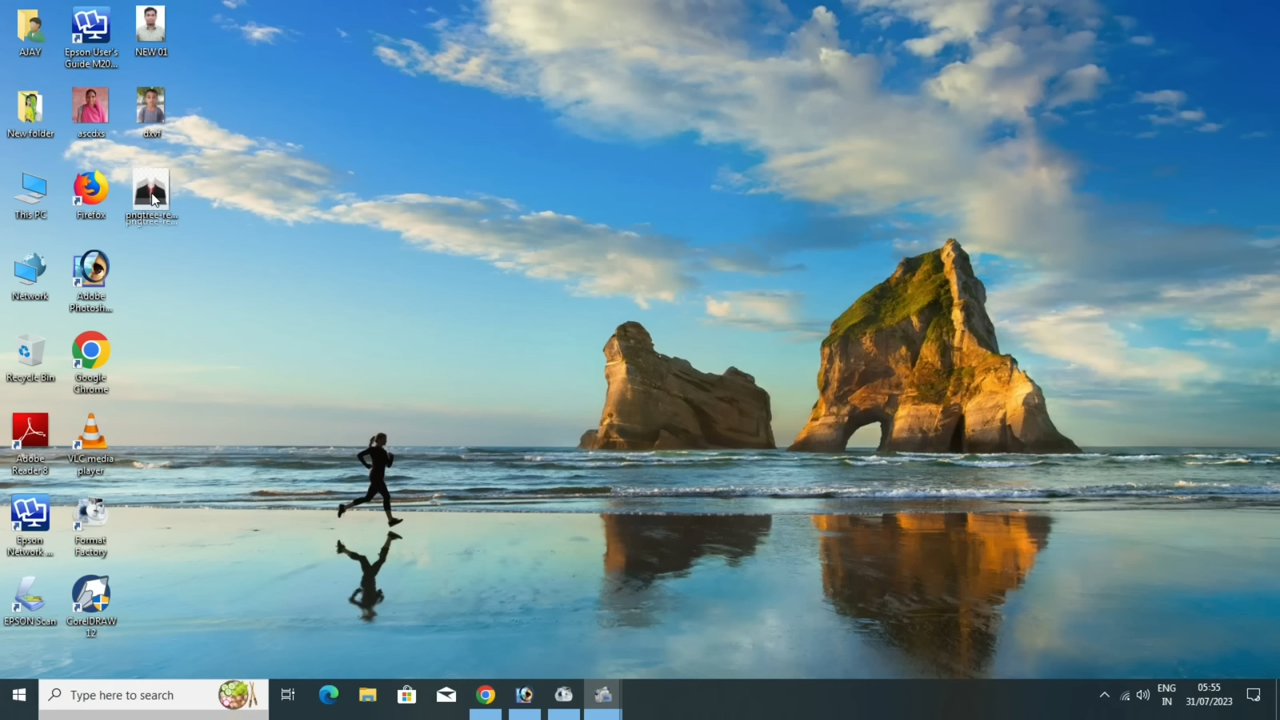 AJAY
Epson User's
Guide M20...
NEW 01
New folder
ascdxs
dxvf
This PC
Firefox
pngtree-re...
Network
Adobe
Photosh...
Recycle Bin
Google
Chrome
Adobe
Reader 8
VLC media
player
Epson
Network ...
Format
Factory
EPSON Scan
CorelDRAW
12
Type here to search
ENG
IN
05:55
31/07/2023